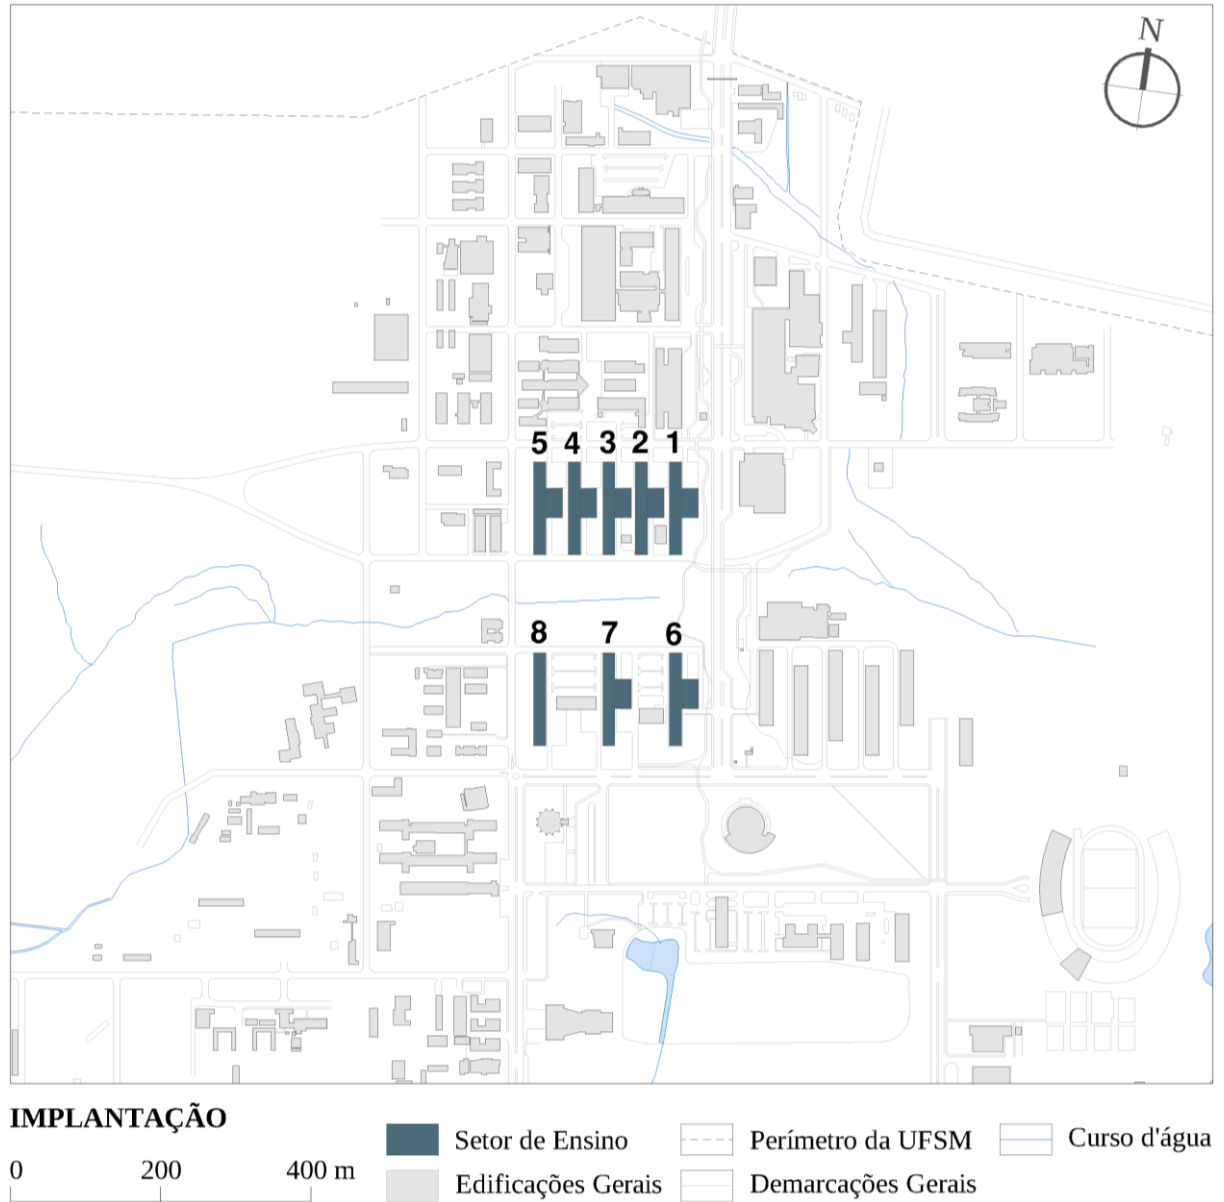 N
5 4 3 2 1
8 7 6
IMPLANTAÇÃO
0 200 400 m
Setor de Ensino
Edificações Gerais
Perímetro da UFSM
Demarcações Gerais
Curso d'água